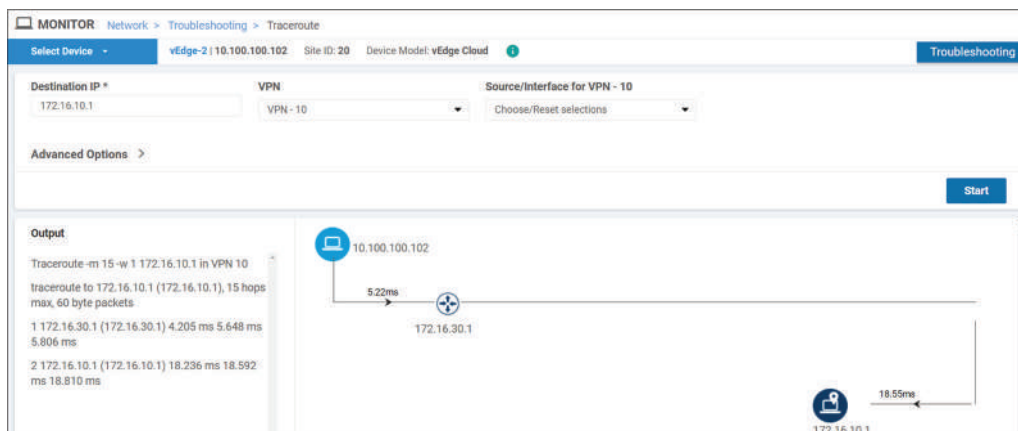 MONITOR Network > Troubleshooting > Traceroute
Select Device vEdge-2 | 10.100.100.102 Site ID: 20 Device Model: vEdge Cloud i Troubleshooting
Destination IP * VPN Source/Interface for VPN - 10
172.16.10.1 VPN - 10 Choose/Reset selections
Advanced Options >
Start
Output
Traceroute -m 15 -w 1 172.16.10.1 in VPN 10
traceroute to 172.16.10.1 (172.16.10.1), 15 hops
max, 60 byte packets
1 172.16.30.1 (172.16.30.1) 4.205 ms 5.648 ms
5.806 ms
2 172.16.10.1 (172.16.10.1) 18.236 ms 18.592
ms 18.810 ms
10.100.100.102
5.22ms
172.16.30.1
18.55ms
172.16.10.1